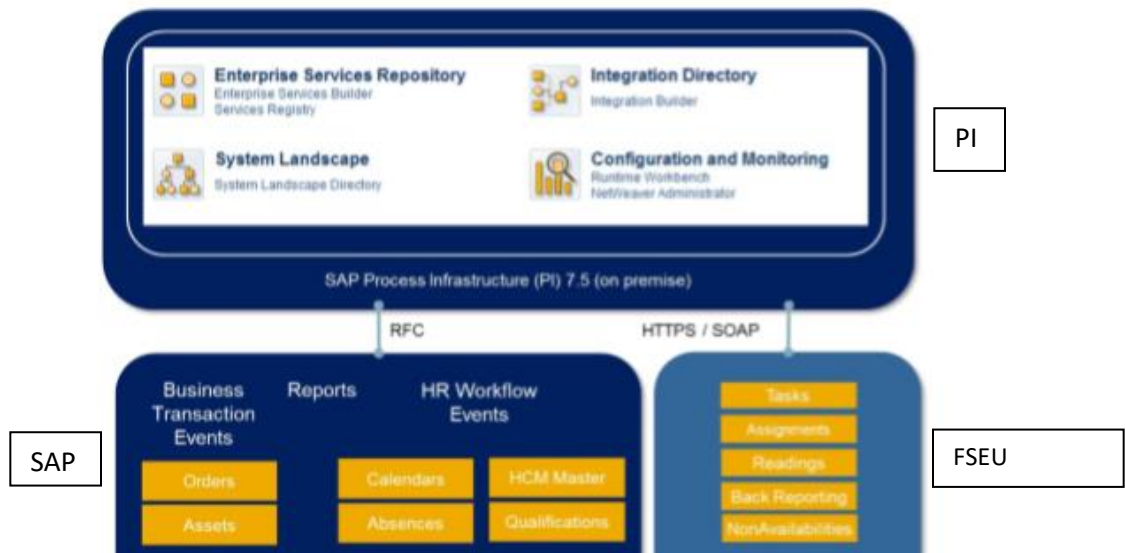 Enterprise Services Repository
Enterprise Services Builder
Services Registry
Integration Directory
Integration Builder
System Landscape
System Landscape Directory
Configuration and Monitoring
Runtime Workbench
NetWeaver Administrator
PI
SAP Process Infrastructure (PI) 7.5 (on premise)
RFC
HTTPS / SOAP
Business
Transaction
Events
Reports
HR Workflow
Events
Orders
Assets
Calendars
HCM Master
Absences
Qualifications
Tasks
Assignments
Readings
Back Reporting
NonAvailabilities
SAP
FSEU